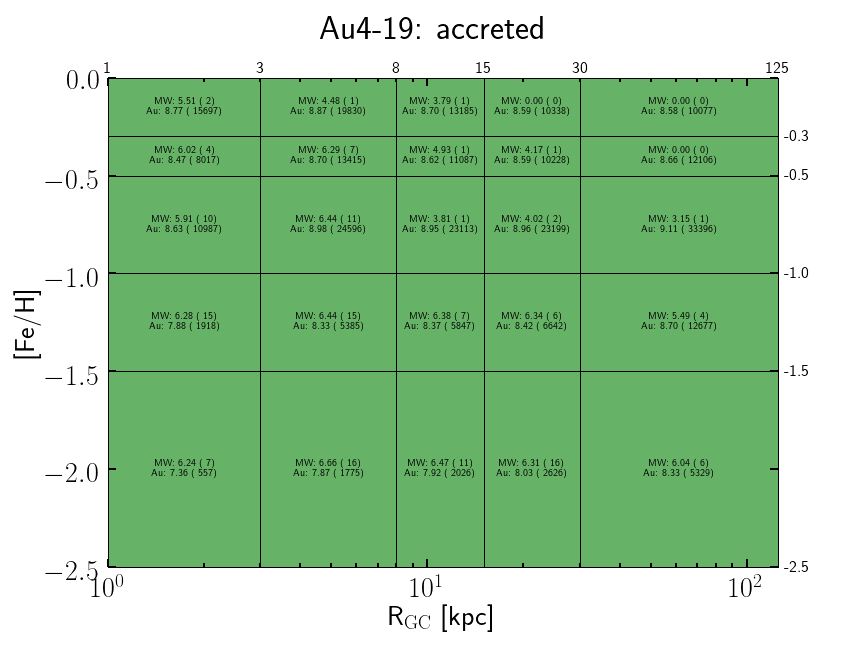 Au4-19: accreted
1 3 8 15 30 125
0.0
MW: 5.51 ( 2) MW: 4.48 ( 1) MW: 3.79 ( 1) MW: 0.00 ( 0) MW: 0.00 ( 0)
Au: 8.77 ( 15697) Au: 8.87 ( 19830) Au: 8.70 ( 13185) Au: 8.59 ( 10338) Au: 8.58 ( 10077)
-0.3
MW: 6.02 ( 4) MW: 6.29 ( 7) MW: 4.93 ( 1) MW: 4.17 ( 1) MW: 0.00 ( 0)
Au: 8.47 ( 8017) Au: 8.70 ( 13415) Au: 8.62 ( 11087) Au: 8.59 ( 10228) Au: 8.66 ( 12106)
−0.5 -0.5
MW: 5.91 ( 10) MW: 6.44 ( 11) MW: 3.81 ( 1) MW: 4.02 ( 2) MW: 3.15 ( 1)
Au: 8.63 ( 10987) Au: 8.98 ( 24596) Au: 8.95 ( 23113) Au: 8.96 ( 23199) Au: 9.11 ( 33396)
−1.0 -1.0
MW: 6.28 ( 15) MW: 6.44 ( 15) MW: 6.38 ( 7) MW: 6.34 ( 6) MW: 5.49 ( 4)
Au: 7.88 ( 1918) Au: 8.33 ( 5385) Au: 8.37 ( 5847) Au: 8.42 ( 6642) Au: 8.70 ( 12677)
[Fe/H]
−1.5 -1.5
MW: 6.24 ( 7) MW: 6.66 ( 16) MW: 6.47 ( 11) MW: 6.31 ( 16) MW: 6.04 ( 6)
Au: 7.36 ( 557) Au: 7.87 ( 1775) Au: 7.92 ( 2026) Au: 8.03 ( 2626) Au: 8.33 ( 5329)
−2.0
−2.5 -2.5
10⁰ 10¹ 10²
R_GC [kpc]